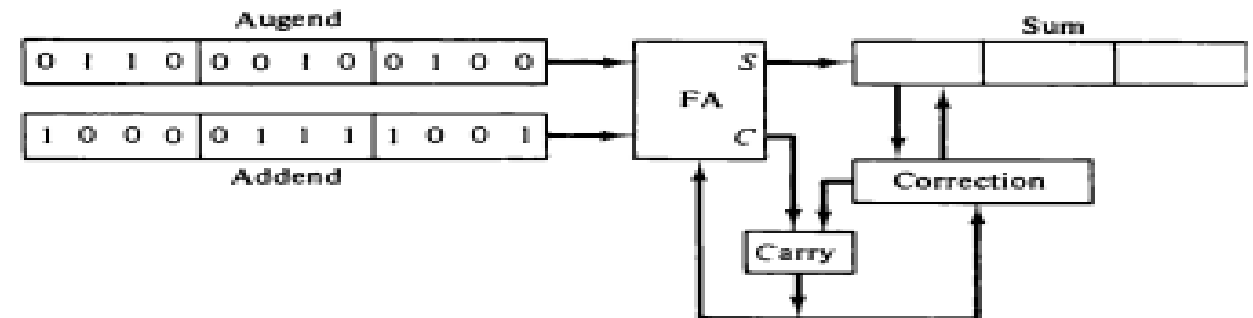 Augend
Sum
0 1 1 0 0 0 1 0 0 1 0 0
S
FA
1 0 0 0 0 1 1 1 1 0 0 1
C
Addend
Correction
Carry